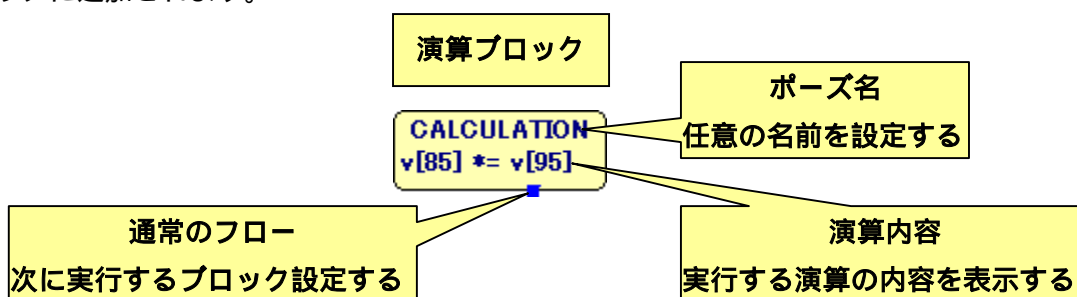 演算ブロック
ポーズ名
任意の名前を設定する
CALCULATION
v[85] *= v[95]
通常のフロー
次に実行するブロック設定する
演算内容
実行する演算の内容を表示する